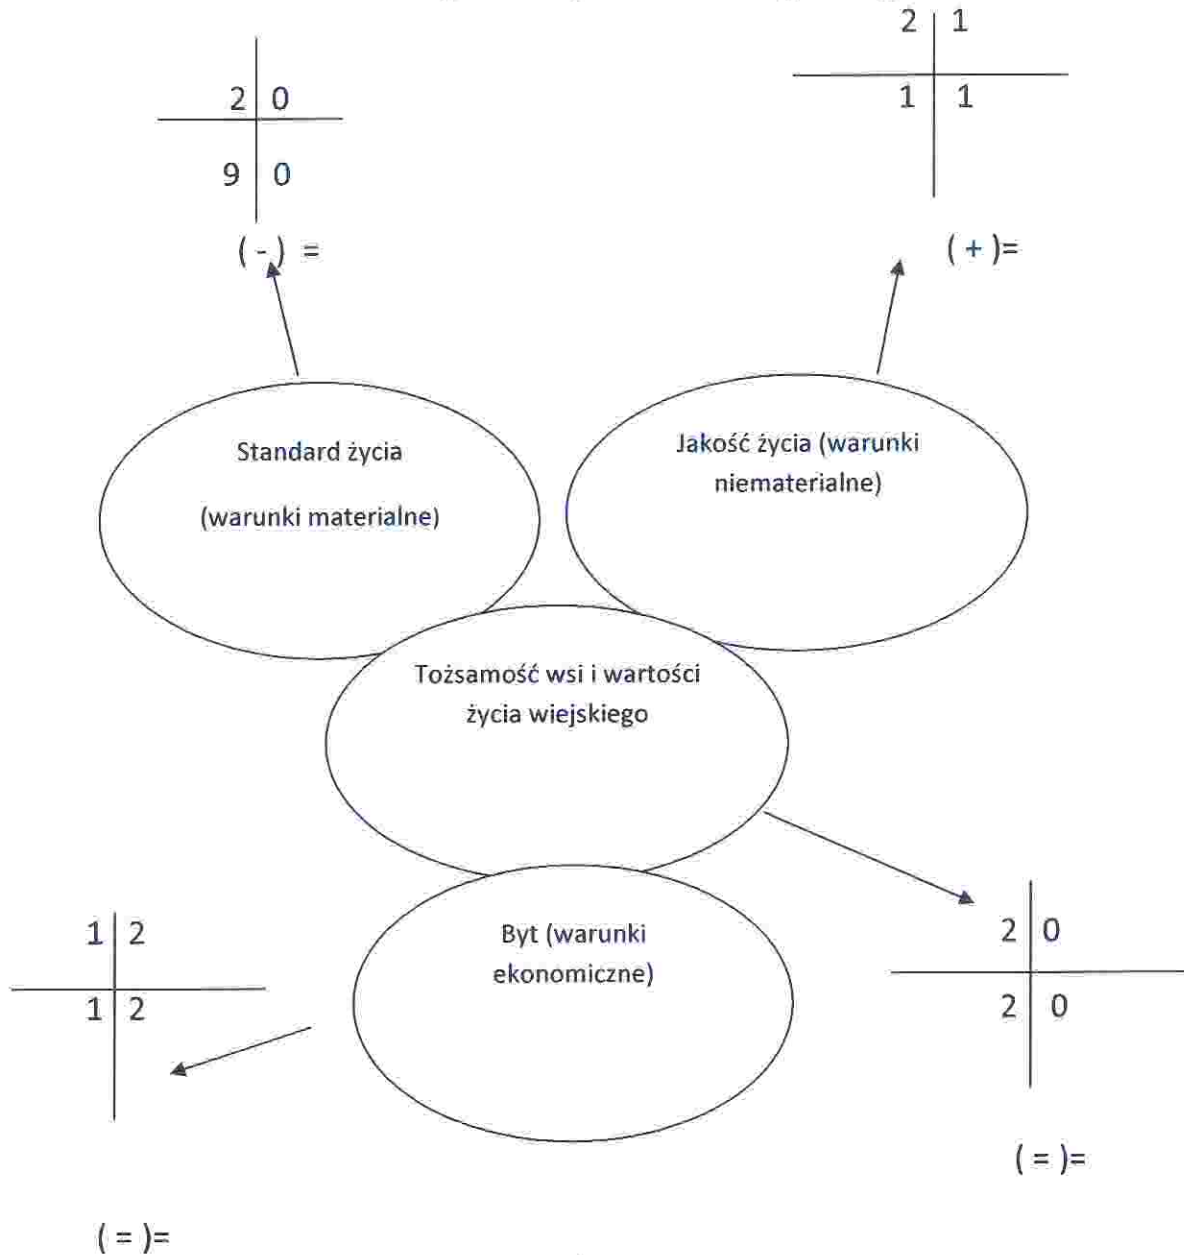 2 1
1 1
( + )=
2 0
9 0
( - ) =
Standard życia
(warunki materialne)
Jakość życia (warunki
niematerialne)
Tożsamość wsi i wartości
życia wiejskiego
Byt (warunki
ekonomiczne)
1 2
1 2
( = )=
2 0
2 0
( = )=